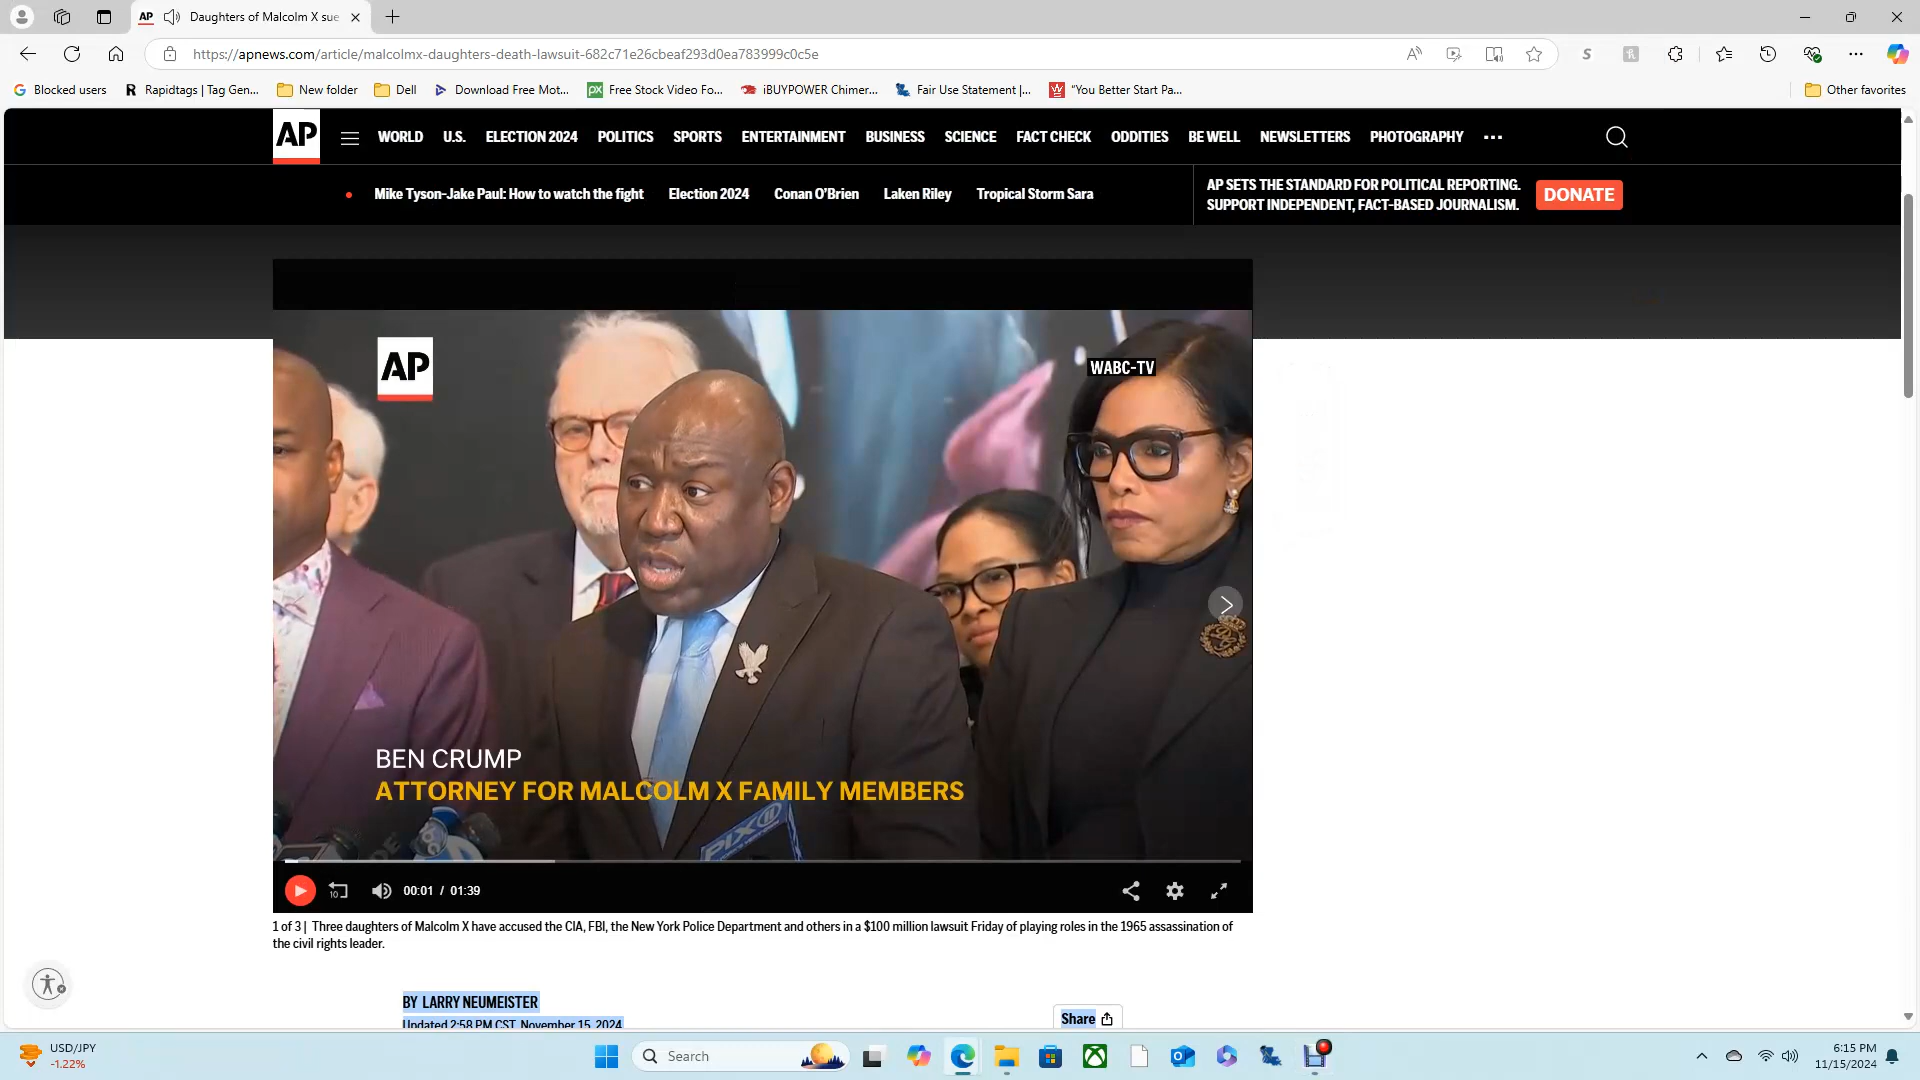 AP Daughters of Malcolm X sue
https://apnews.com/article/malcolmx-daughters-death-lawsuit-682c71e26cbeaf293d0ea783999c0c5e
Blocked users Rapidtags | Tag Gen... New folder Dell Download Free Mot... Free Stock Video Fo... iBUYPOWER Chimer... Fair Use Statement |... "You Better Start Pa... Other favorites
AP WORLD U.S. ELECTION 2024 POLITICS SPORTS ENTERTAINMENT BUSINESS SCIENCE FACT CHECK ODDITIES BE WELL NEWSLETTERS PHOTOGRAPHY
Mike Tyson-Jake Paul: How to watch the fight Election 2024 Conan O'Brien Laken Riley Tropical Storm Sara
AP SETS THE STANDARD FOR POLITICAL REPORTING.
SUPPORT INDEPENDENT, FACT-BASED JOURNALISM.
DONATE
AP
WABC-TV
BEN CRUMP
ATTORNEY FOR MALCOLM X FAMILY MEMBERS
PIX 11
10 00:01 / 01:39
1 of 3 | Three daughters of Malcolm X have accused the CIA, FBI, the New York Police Department and others in a $100 million lawsuit Friday of playing roles in the 1965 assassination of
the civil rights leader.
BY LARRY NEUMEISTER
Updated 2:58 PM CST, November 15, 2024
Share
USD/JPY
-1.22%
Search
6:15 PM
11/15/2024